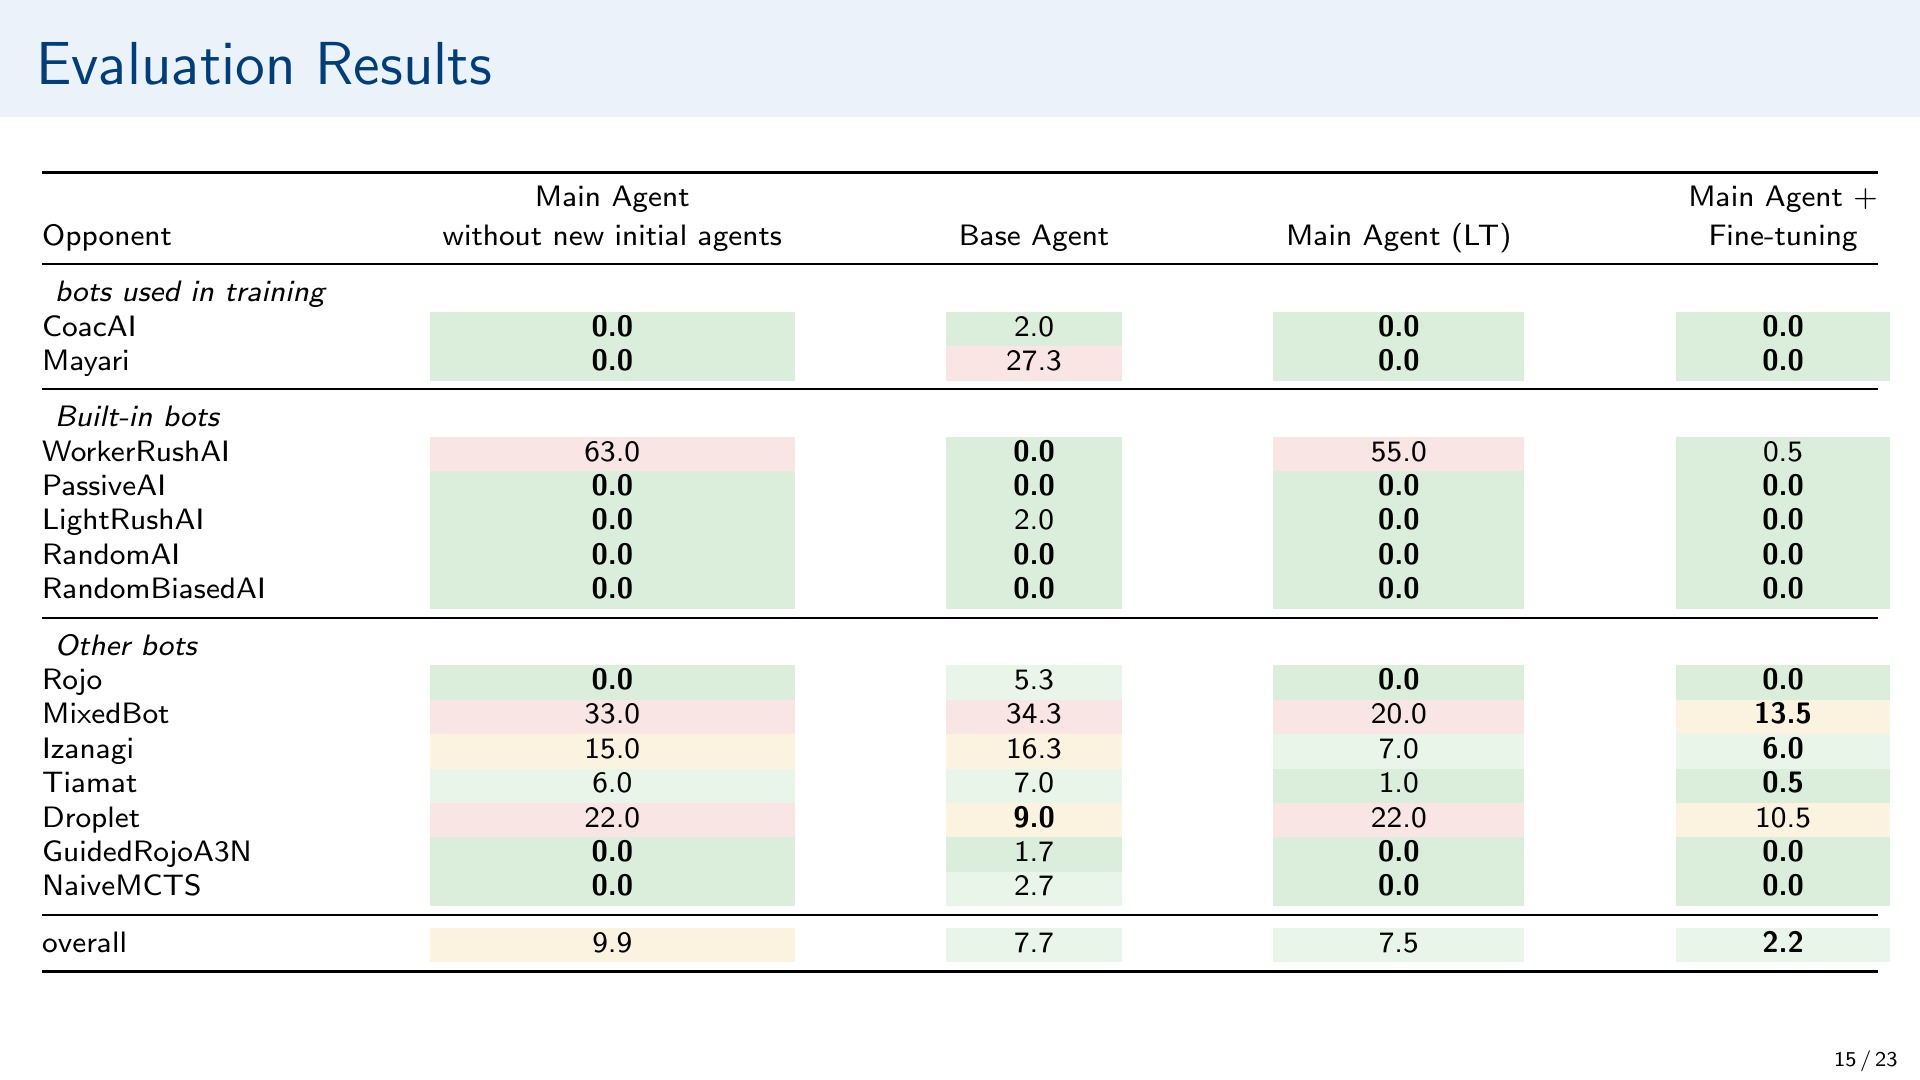 Evaluation Results
Main Agent Main Agent +
Opponent without new initial agents Base Agent Main Agent (LT) Fine-tuning
bots used in training
CoacAI 0.0 2.0 0.0 0.0
Mayari 0.0 27.3 0.0 0.0
Built-in bots
WorkerRushAI 63.0 0.0 55.0 0.5
PassiveAI 0.0 0.0 0.0 0.0
LightRushAI 0.0 2.0 0.0 0.0
RandomAI 0.0 0.0 0.0 0.0
RandomBiasedAI 0.0 0.0 0.0 0.0
Other bots
Rojo 0.0 5.3 0.0 0.0
MixedBot 33.0 34.3 20.0 13.5
Izanagi 15.0 16.3 7.0 6.0
Tiamat 6.0 7.0 1.0 0.5
Droplet 22.0 9.0 22.0 10.5
GuidedRojoA3N 0.0 1.7 0.0 0.0
NaiveMCTS 0.0 2.7 0.0 0.0
overall 9.9 7.7 7.5 2.2
15 / 23